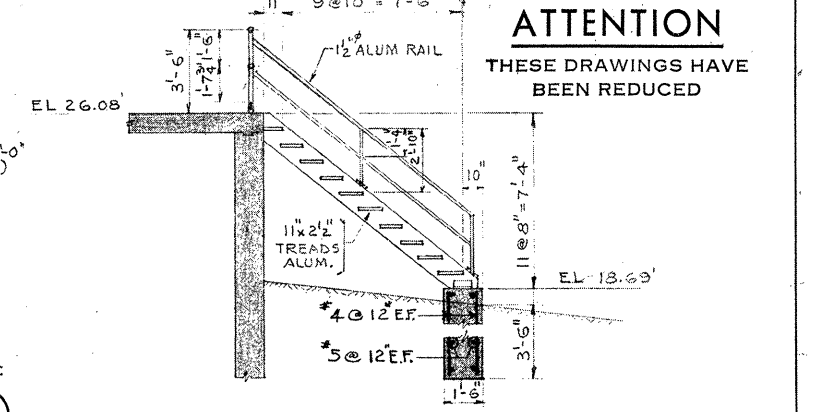 11" 9@10"=7'-6"
ATTENTION
THESE DRAWINGS HAVE
BEEN REDUCED
1½"⌀ ALUM RAIL
3'-6"
1'-6"
EL 26.08'
1'-4"
2'-10"
10"
11@8"=7'-4"
11"x2½"
TREADS
ALUM.
EL 18.69'
#4@12"E.F.
#5@12"E.F.
3'-6"
1'-6"